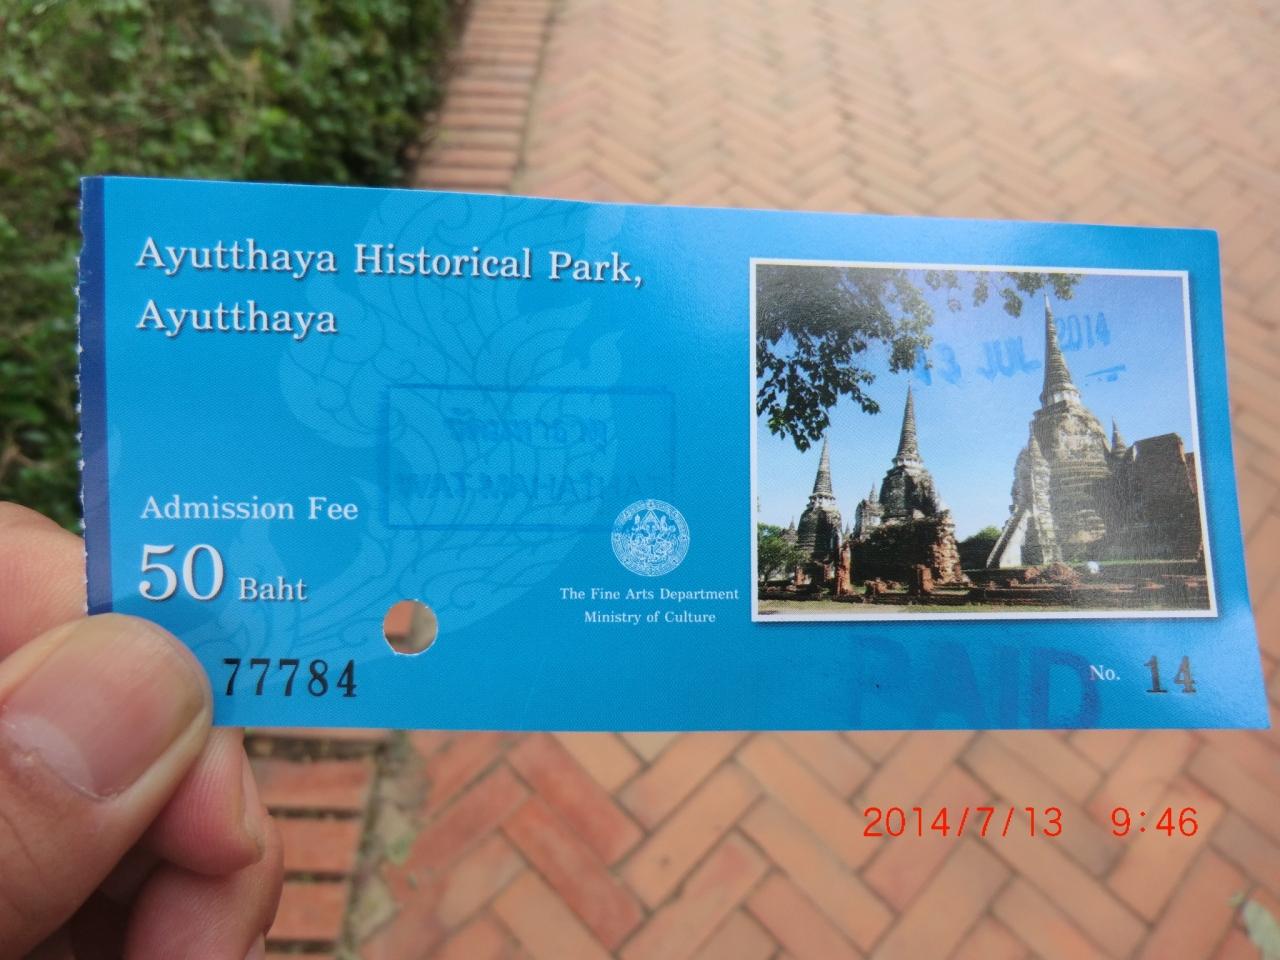 Ayutthaya Historical Park,
Ayutthaya
13 JUL 2014
Admission Fee
50 Baht
The Fine Arts Department
Ministry of Culture
77784
PAID
No. 14
2014/7/13 9:46